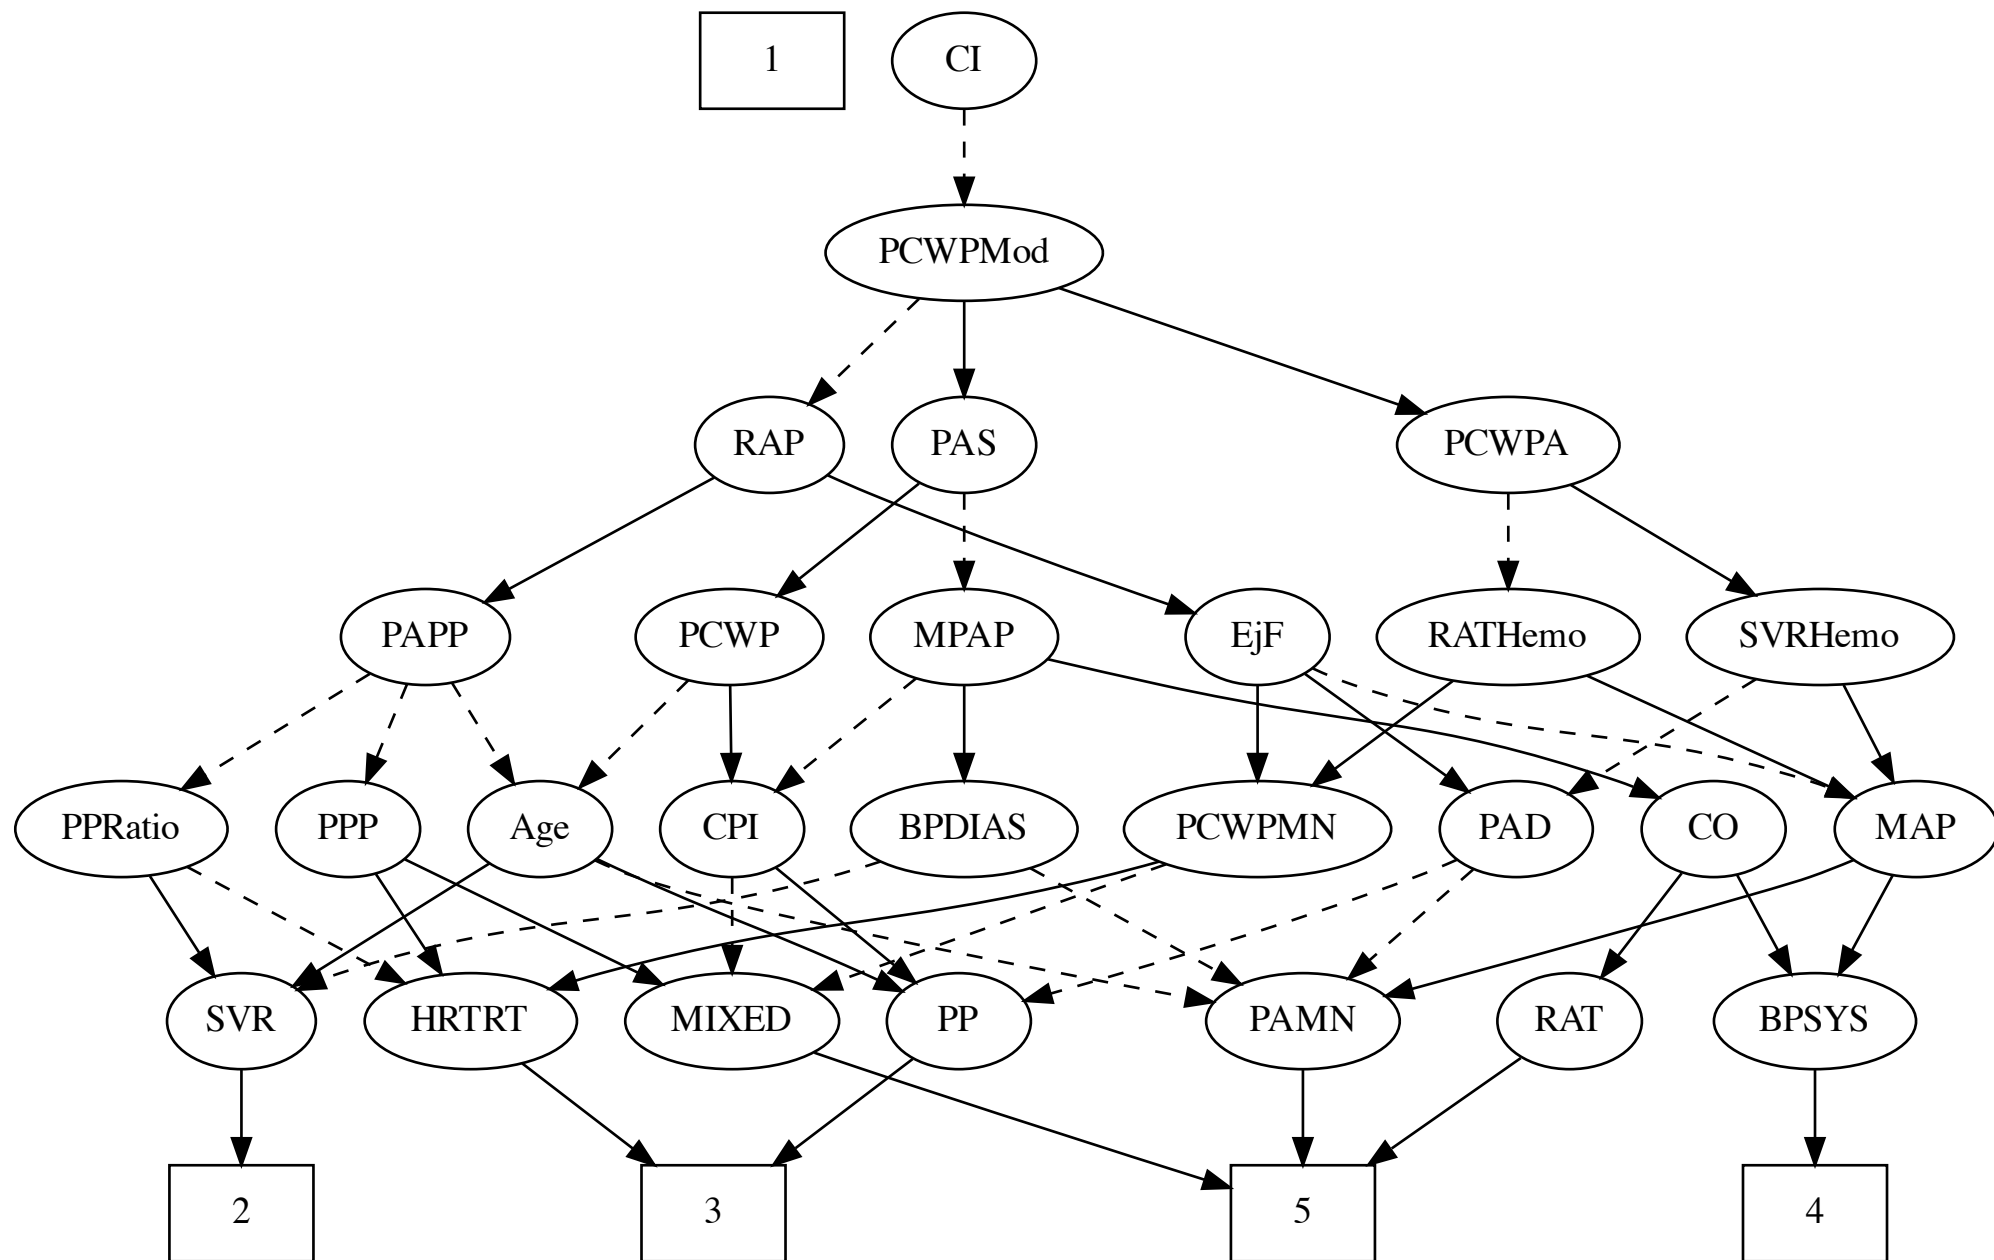 1
CI
PCWPMod
RAP
PAS
PCWPA
PAPP
PCWP
MPAP
EjF
RATHemo
SVRHemo
PPRatio
PPP
Age
CPI
BPDIAS
PCWPMN
PAD
CO
MAP
SVR
HRTRT
MIXED
PP
PAMN
RAT
BPSYS
2
3
5
4